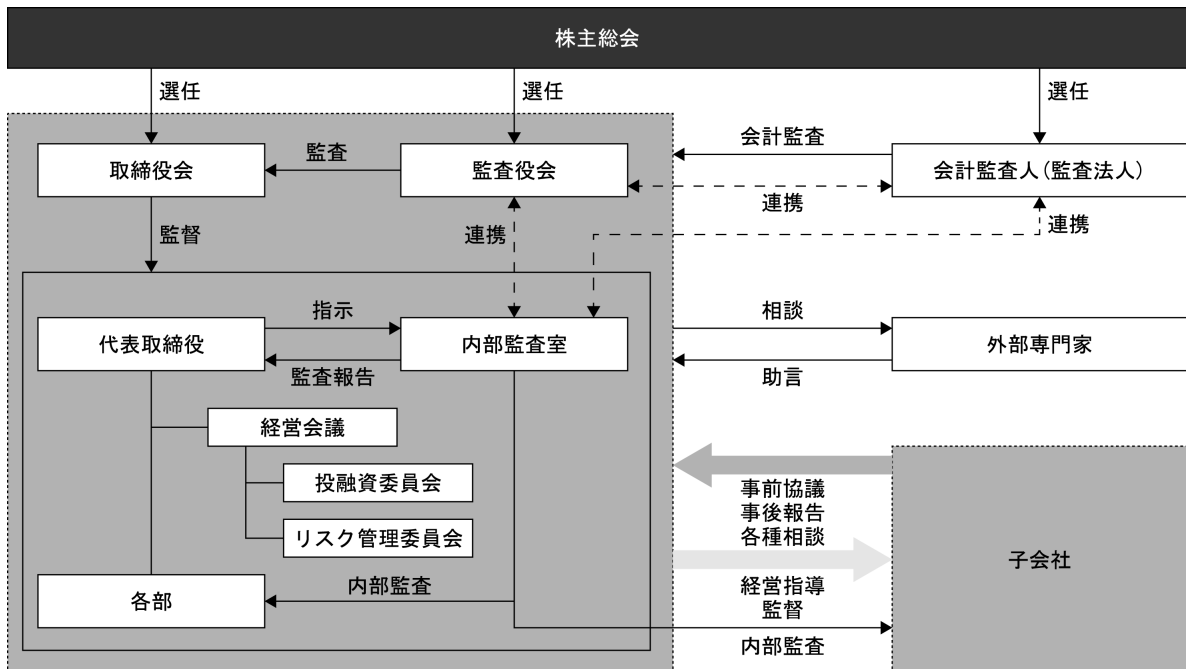 株主総会
選任
選任
選任
取締役会
監査
監査役会
会計監査
会計監査人（監査法人）
連携
監督
連携
連携
代表取締役
指示
監査報告
内部監査室
相談
助言
外部専門家
経営会議
投融資委員会
リスク管理委員会
事前協議
事後報告
各種相談
子会社
各部
内部監査
経営指導
監督
内部監査